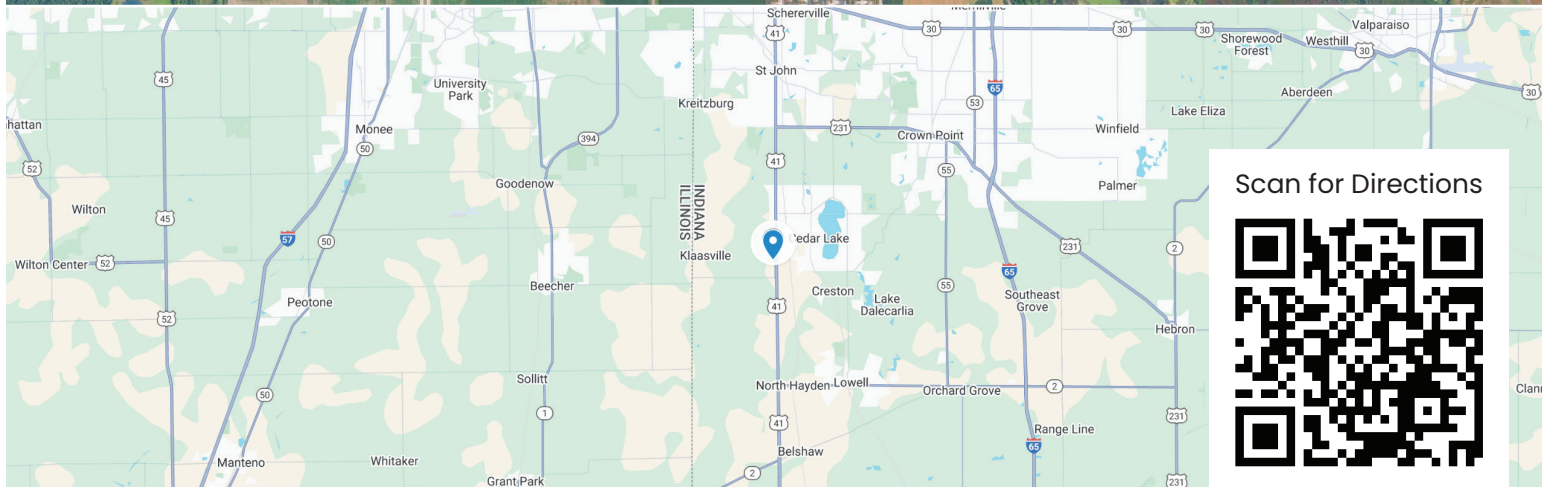 Schererville
41
30
30
30
Valparaiso
Shorewood
Forest
Westhill
30
45
University
Park
St John
65
Aberdeen
30
Kreitzburg
53
Lake Eliza
Monee
50
394
231
Crown Point
Winfield
52
41
55
Goodenow
Palmer
Scan for Directions
Wilton
45
INDIANA
ILLINOIS
57
50
Cedar Lake
231
2
Wilton Center
52
Klaasville
65
Beecher
Creston
55
Southeast
Grove
Peotone
41
Lake
Dalecarlia
52
Hebron
Sollitt
North Hayden
Lowell
Orchard Grove
2
50
1
41
231
Range Line
65
Manteno
Whitaker
Belshaw
2
Grant Park
231